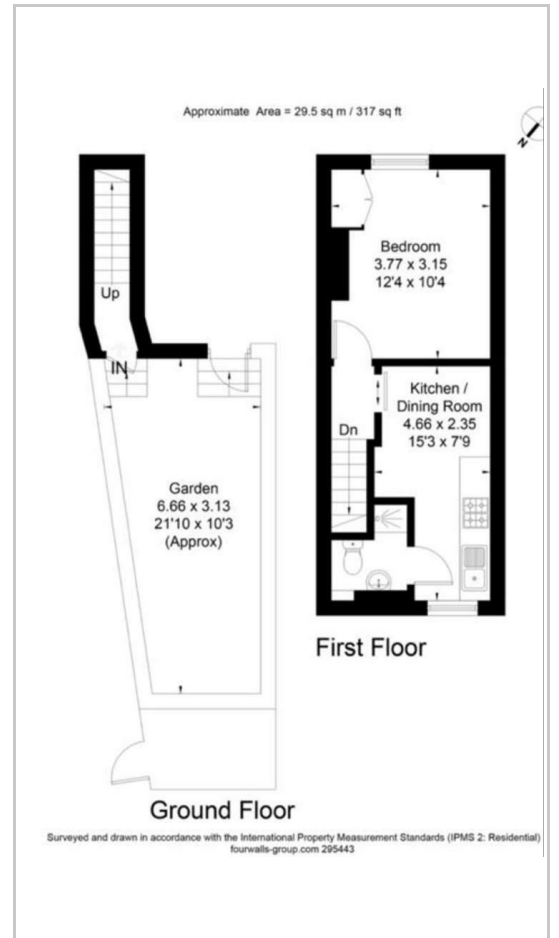 Approximate Area = 29.5 sq m / 317 sq ft
N
Up
IN
Garden
6.66 x 3.13
21'10 x 10'3
(Approx)
Ground Floor
Bedroom
3.77 x 3.15
12'4 x 10'4
Kitchen /
Dining Room
4.66 x 2.35
15'3 x 7'9
Dn
First Floor
Surveyed and drawn in accordance with the International Property Measurement Standards (IPMS 2: Residential)
fourwalls-group.com 295443